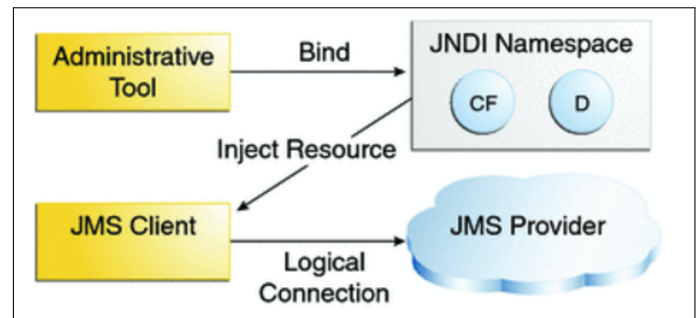 Administrative
Tool
Bind
JNDI Namespace
CF
D
Inject Resource
JMS Client
Logical
Connection
JMS Provider